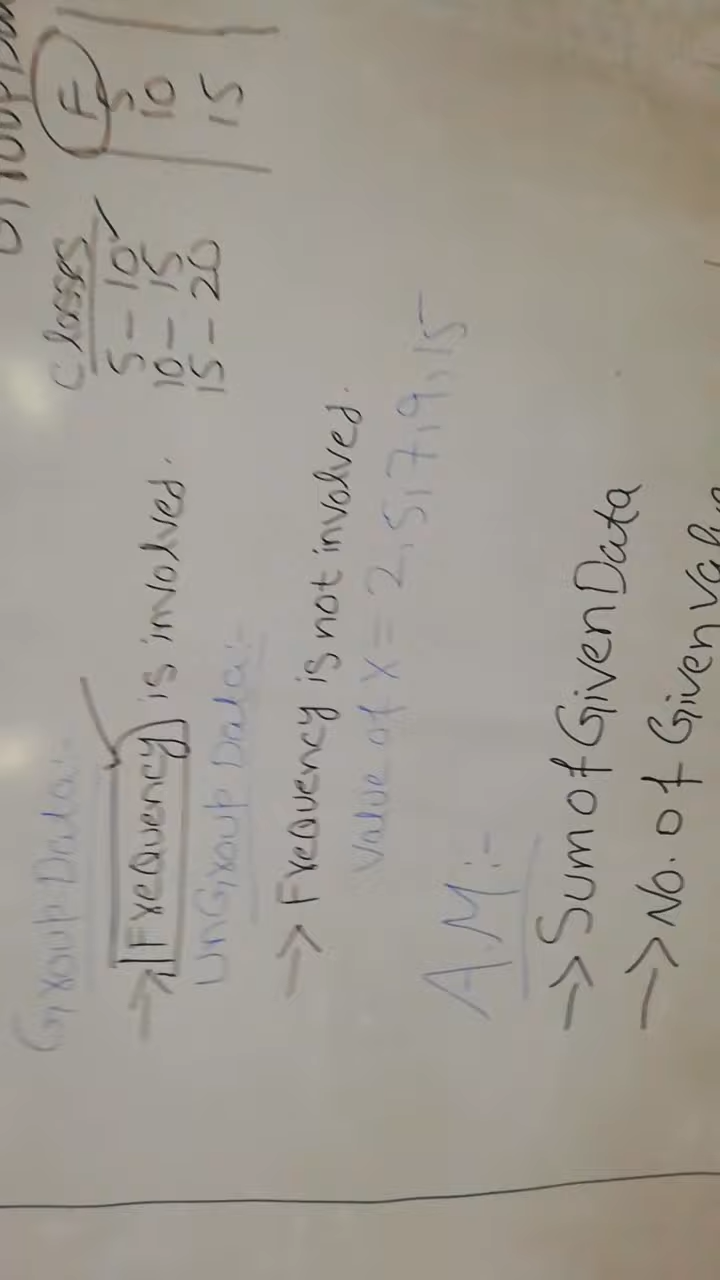 Group Data:-
→ Frequency is involved.
Classes F
5 - 10 5
10 - 15 10
15 - 20 15
UnGroup Data:-
→ Frequency is not involved.
Value of x = 2,5,7,9,15
A.M:-
→ Sum of Given Data
→ No. of Given